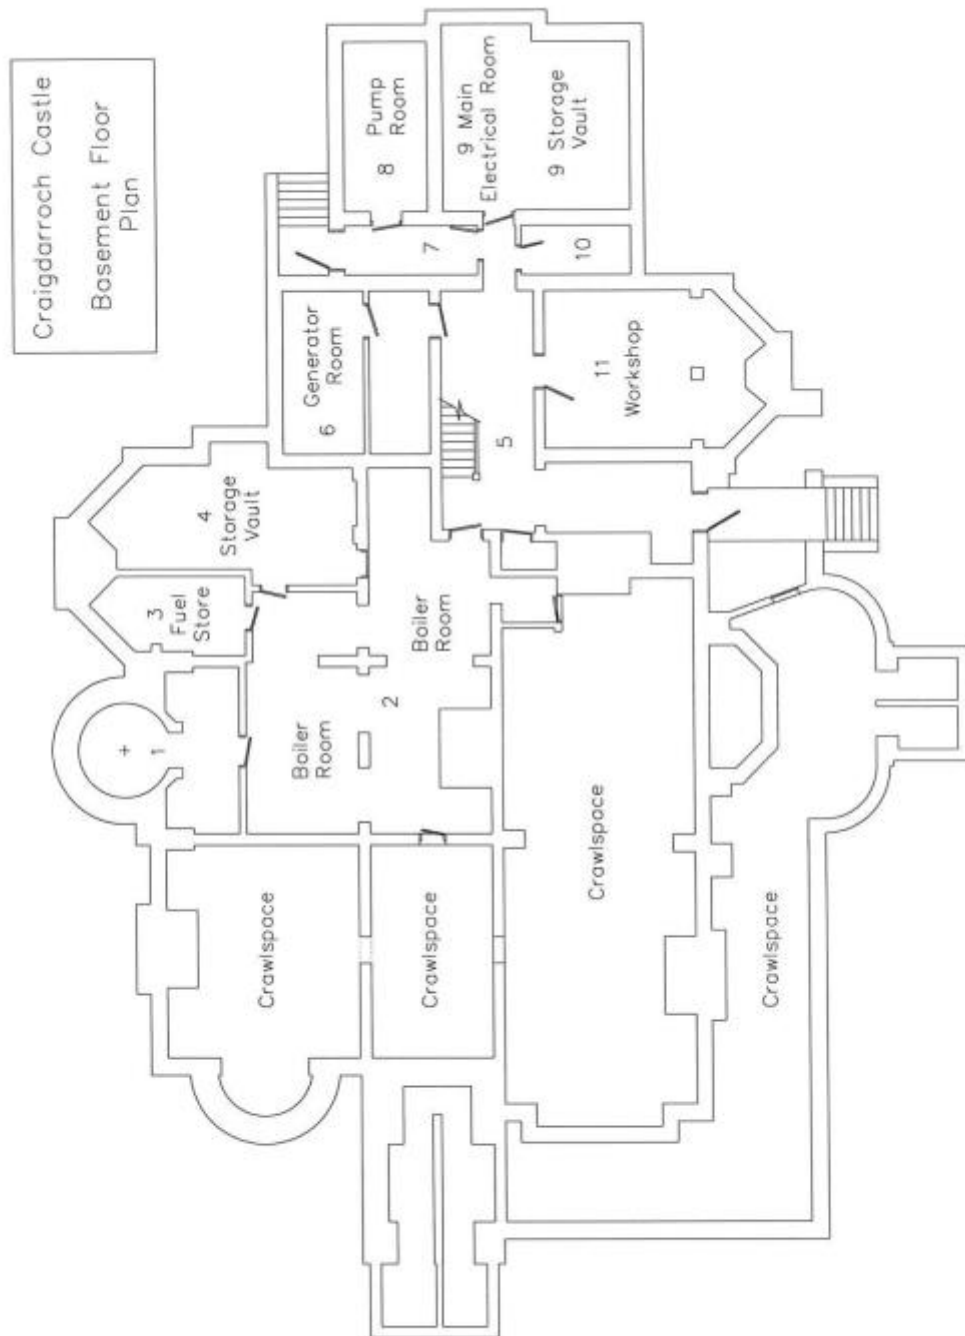 Craigdarroch Castle
Basement Floor
Plan
1
2
Boiler
Room
Boiler
Room
3
Fuel
Store
4
Storage
Vault
5
6
Generator
Room
7
8
Pump
Room
9 Main
Electrical Room
9 Storage
Vault
10
11
Workshop
Crawlspace
Crawlspace
Crawlspace
Crawlspace